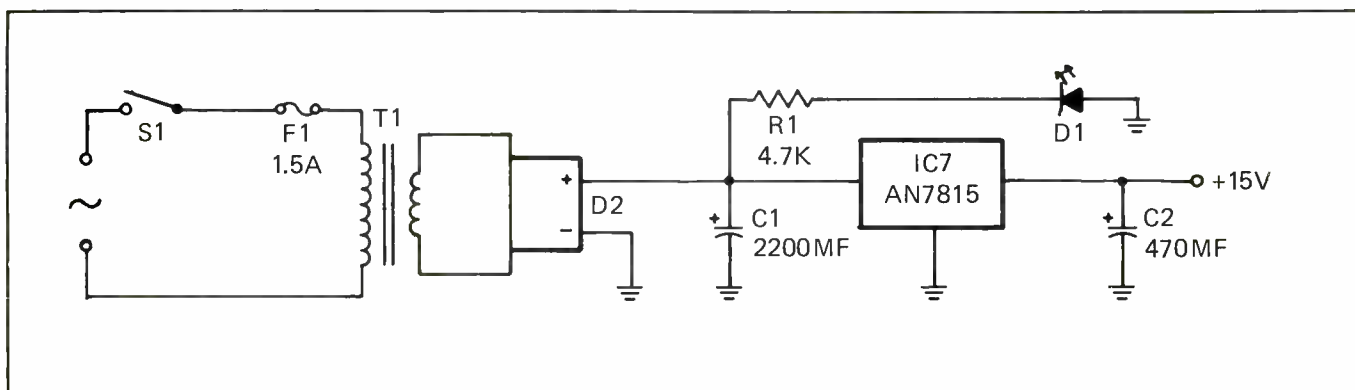 S1
F1
1.5A
T1
+
−
D2
R1
4.7K
D1
+
C1
2200MF
IC7
AN7815
+15V
+
C2
470MF